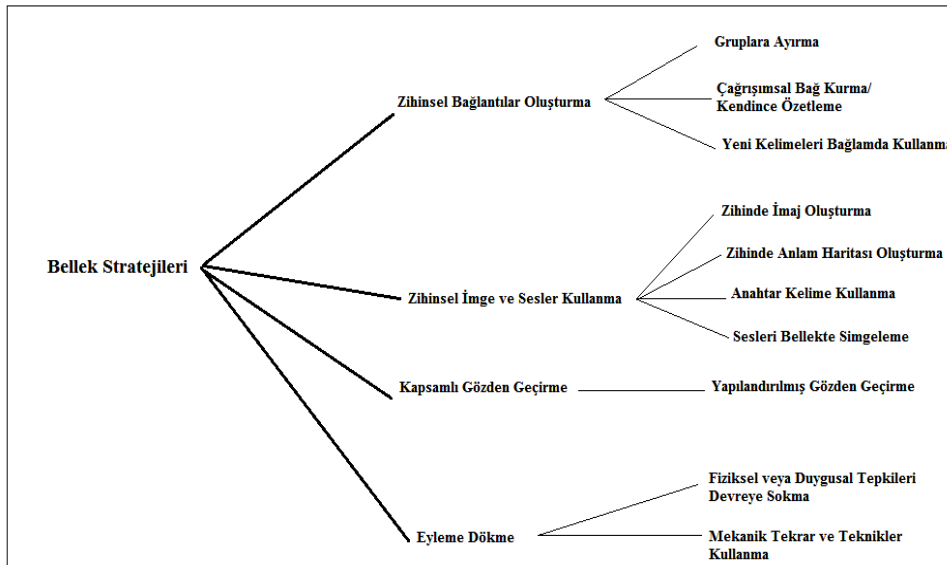 Bellek Stratejileri
Zihinsel Bağlantılar Oluşturma
Gruplara Ayırma
Çağrışımsal Bağ Kurma/
Kendince Özetleme
Yeni Kelimeleri Bağlamda Kullanma
Zihinsel İmge ve Sesler Kullanma
Zihinde İmaj Oluşturma
Zihinde Anlam Haritası Oluşturma
Anahtar Kelime Kullanma
Sesleri Bellekte Simgeleme
Kapsamlı Gözden Geçirme
Yapılandırılmış Gözden Geçirme
Eyleme Dökme
Fiziksel veya Duygusal Tepkileri
Devreye Sokma
Mekanik Tekrar ve Teknikler
Kullanma